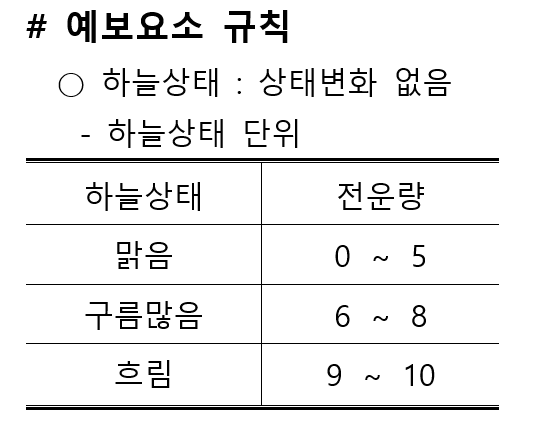 # 예보요소 규칙
○ 하늘상태 : 상태변화 없음
- 하늘상태 단위
하늘상태 전운량
맑음 0 ~ 5
구름많음 6 ~ 8
흐림 9 ~ 10